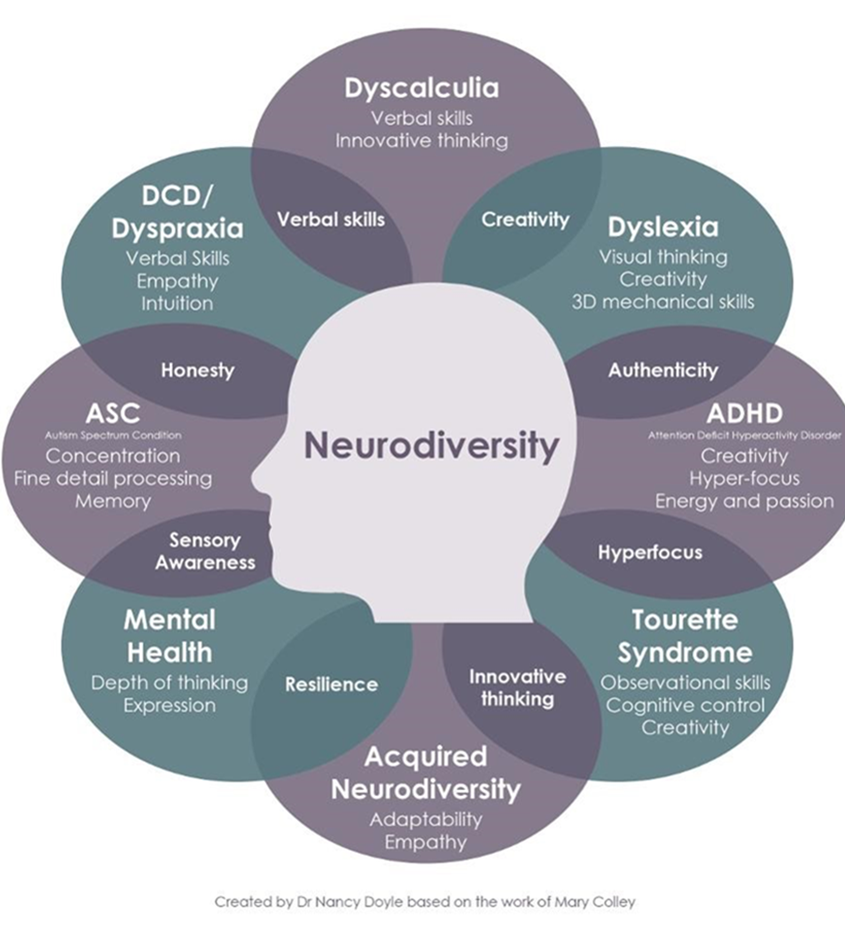 Dyscalculia
Verbal skills
Innovative thinking
DCD/
Dyspraxia
Verbal Skills
Empathy
Intuition
Verbal skills
Creativity
Dyslexia
Visual thinking
Creativity
3D mechanical skills
Honesty
Authenticity
ASC
Autism Spectrum Condition
Concentration
Fine detail processing
Memory
Neurodiversity
ADHD
Attention Deficit Hyperactivity Disorder
Creativity
Hyper-focus
Energy and passion
Sensory
Awareness
Hyperfocus
Mental
Health
Depth of thinking
Expression
Resilience
Innovative
thinking
Tourette
Syndrome
Observational skills
Cognitive control
Creativity
Acquired
Neurodiversity
Adaptability
Empathy
Created by Dr Nancy Doyle based on the work of Mary Colley